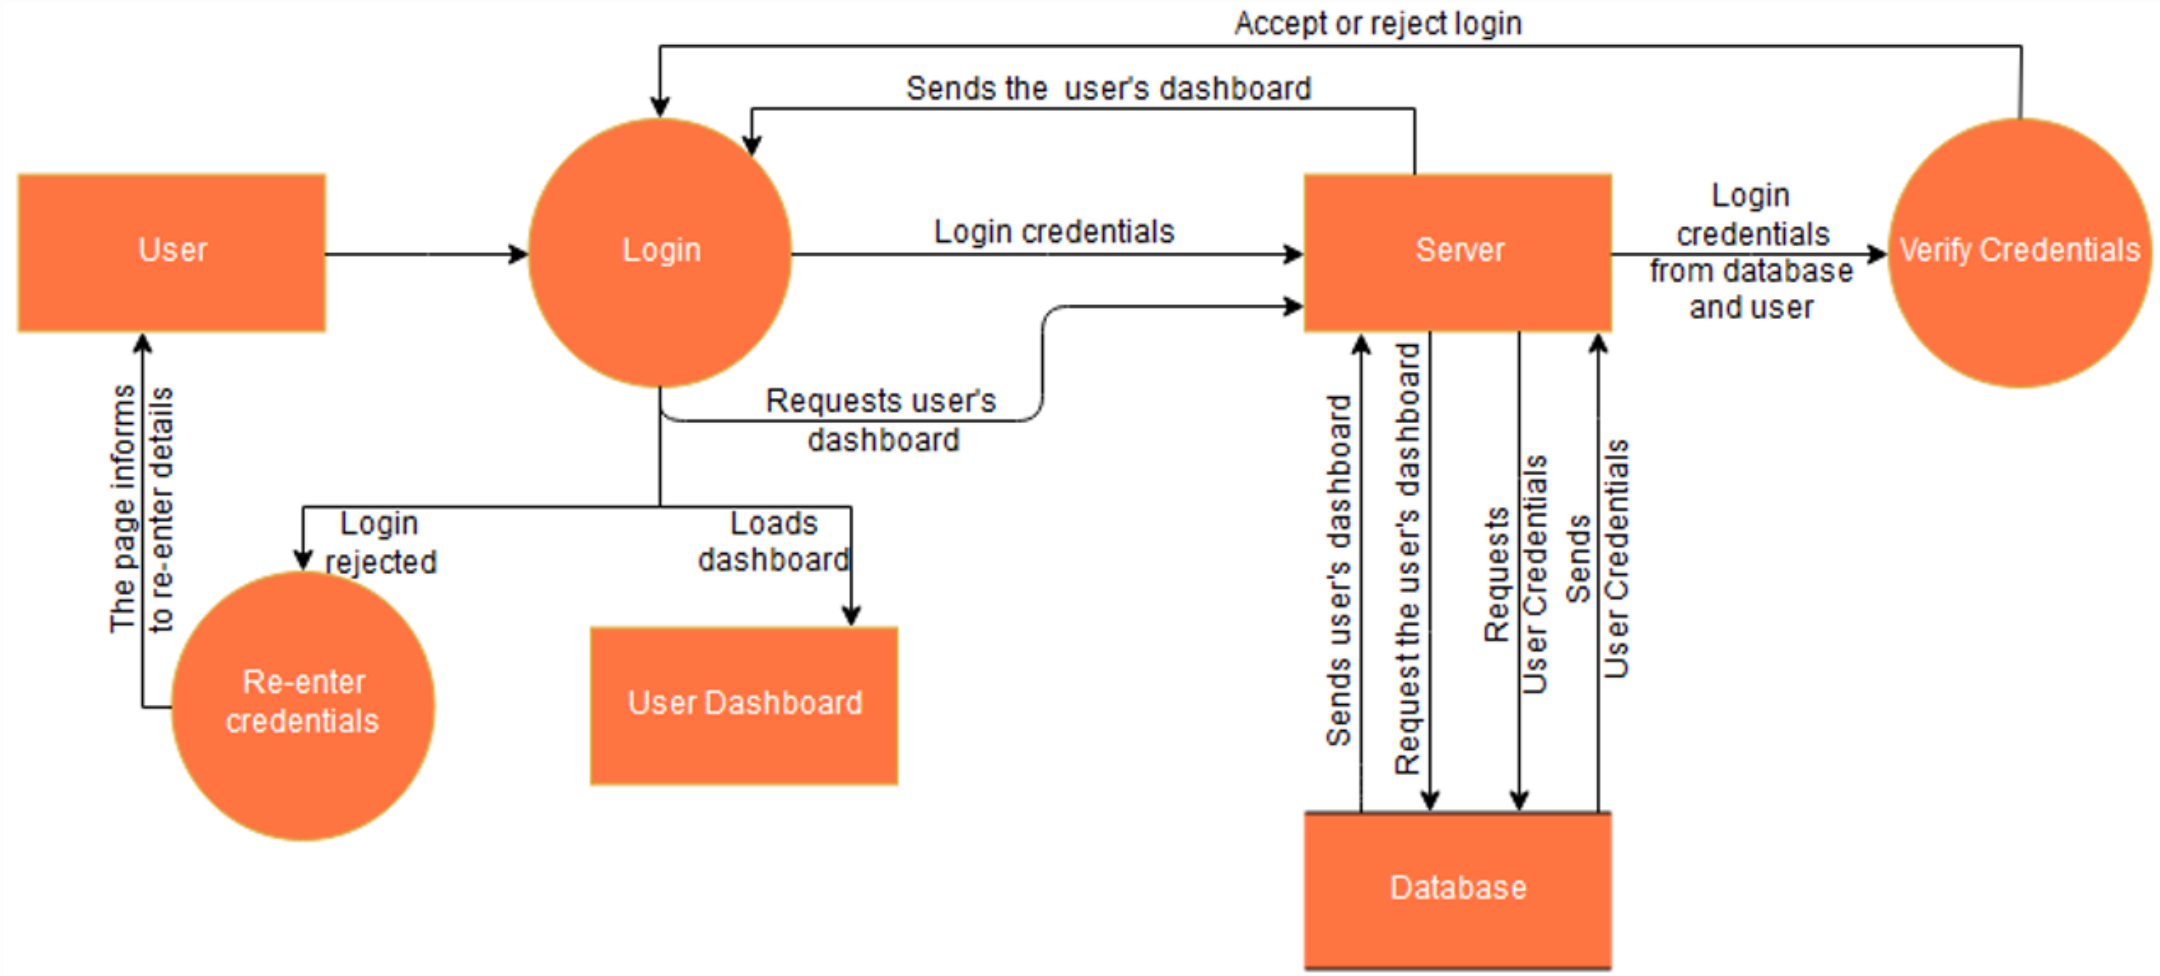 Accept or reject login
Sends the  user's dashboard
User
Login
Login credentials
Server
Login
credentials
from database
and user
Verify Credentials
Requests user's
dashboard
The page informs
to re-enter details
Login
rejected
Loads
dashboard
Sends user's dashboard
Request the user's dashboard
Requests
User Credentials
Sends
User Credentials
Re-enter
credentials
User Dashboard
Database